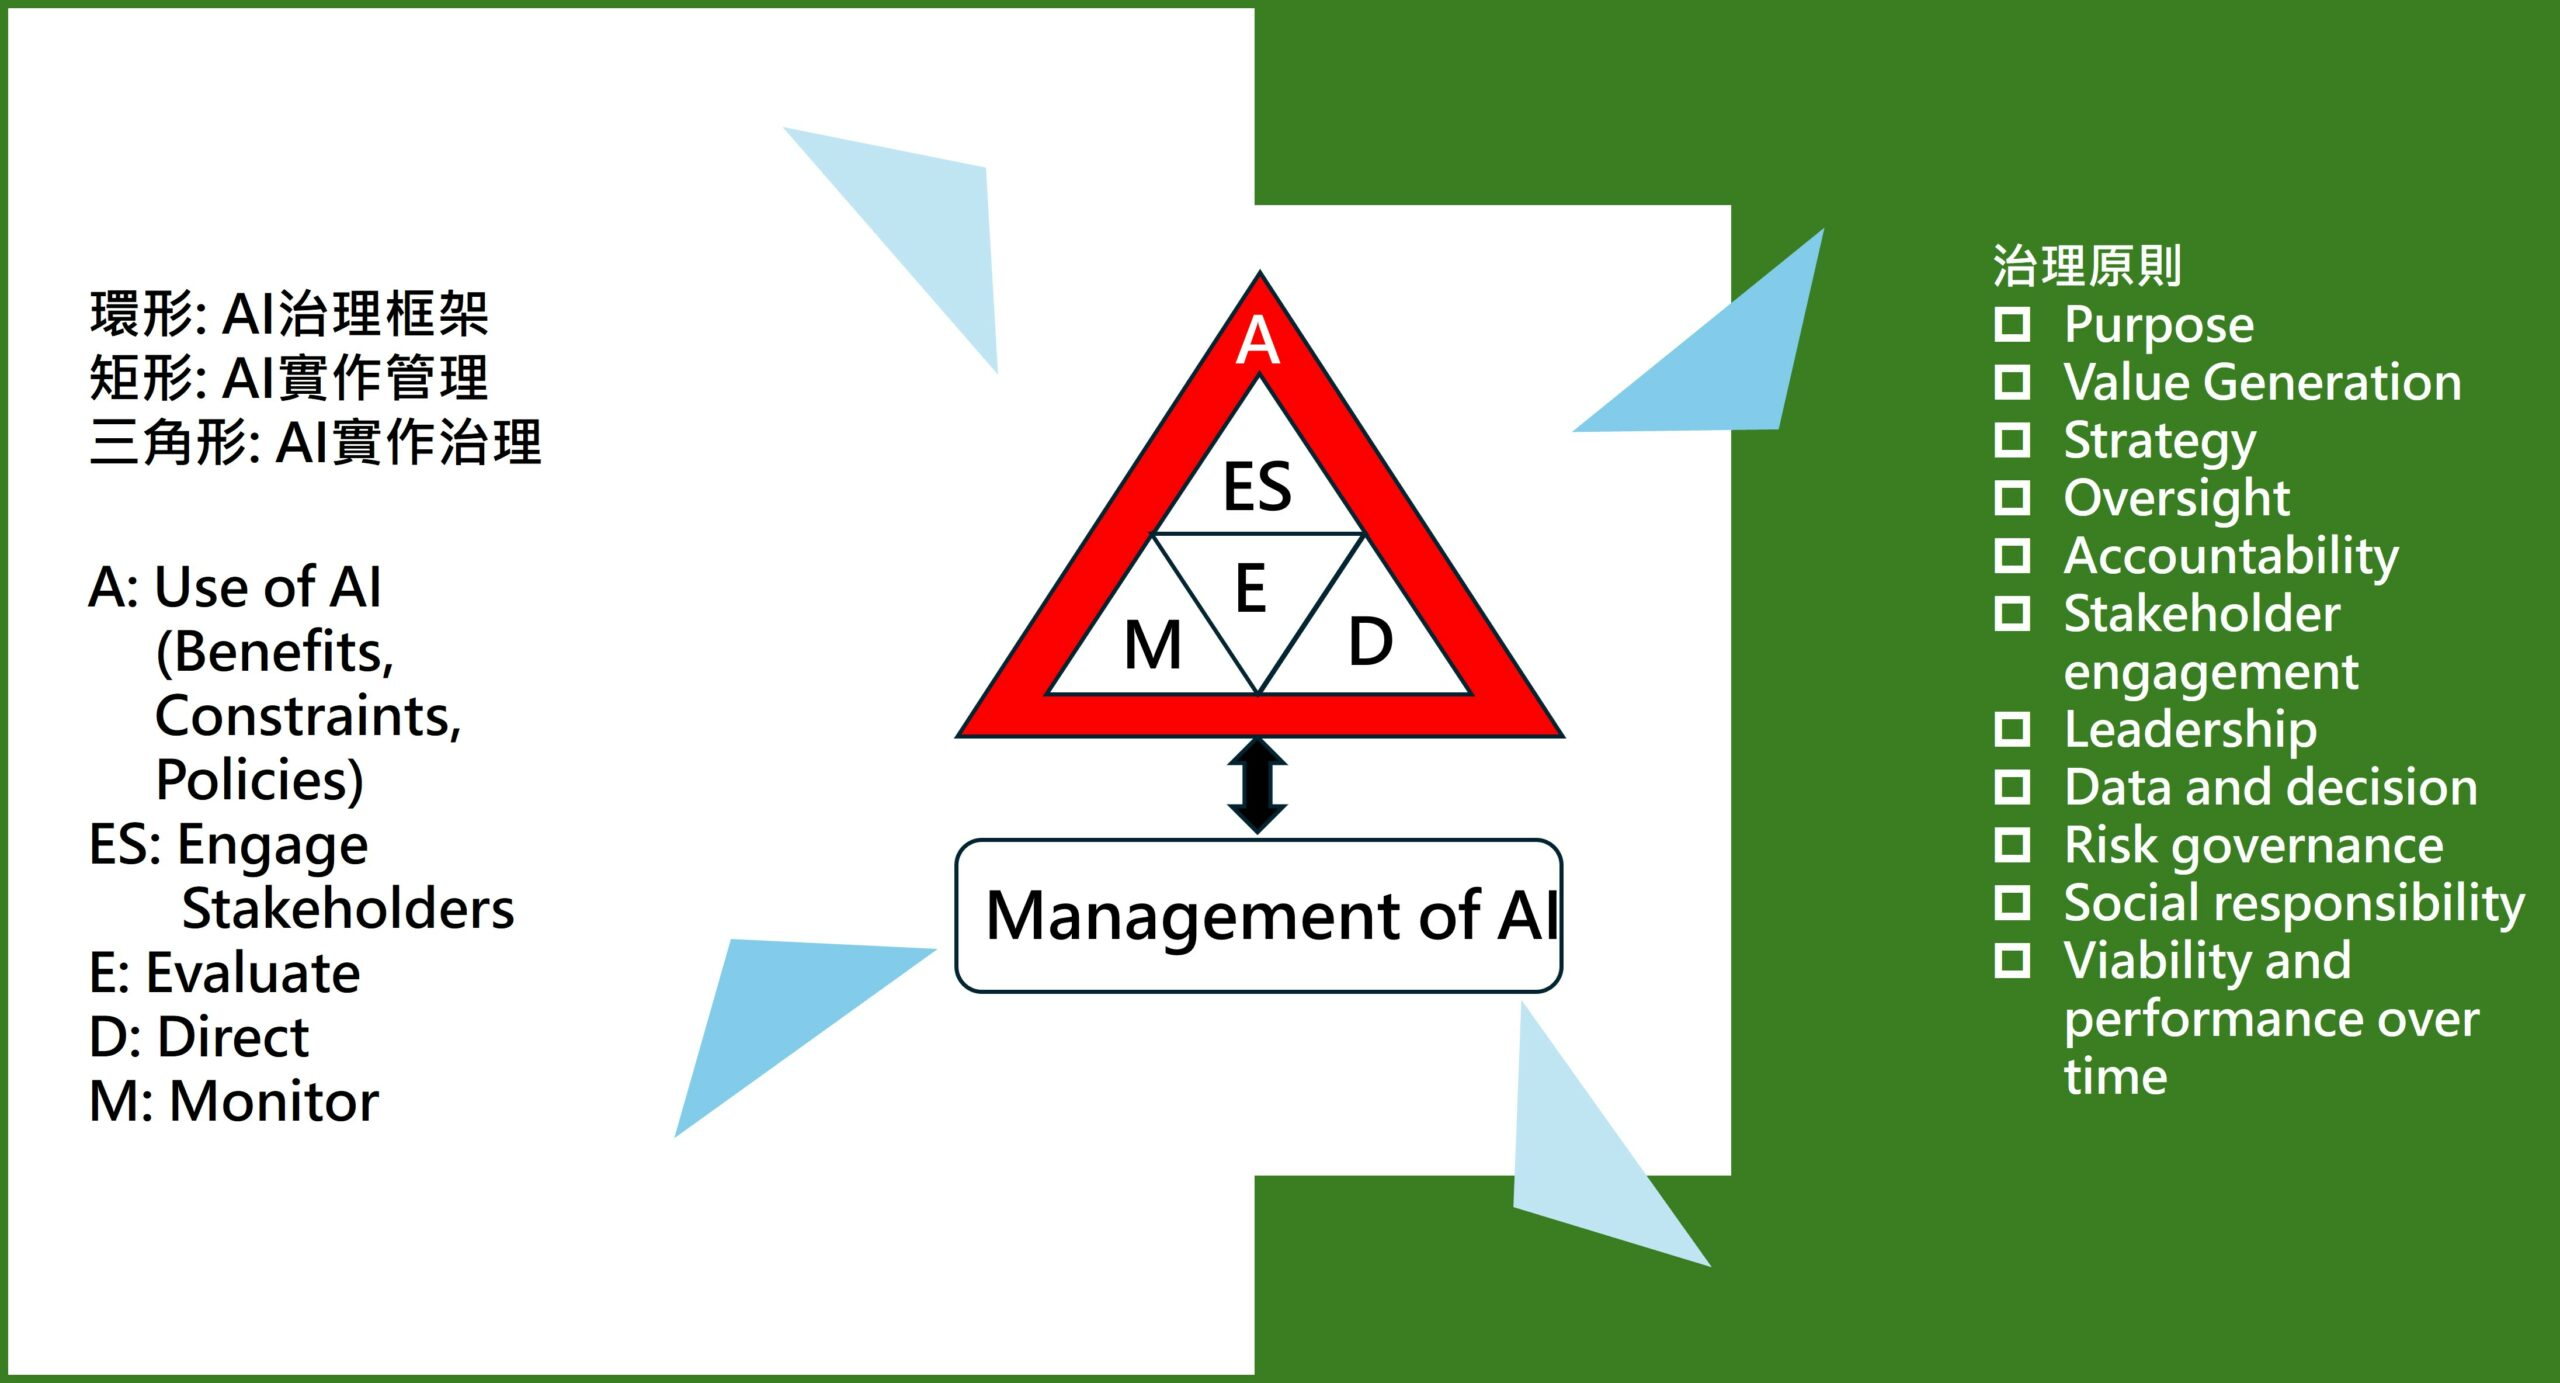 環形: AI治理框架
矩形: AI實作管理
三角形: AI實作治理
A: Use of AI
(Benefits,
Constraints,
Policies)
ES: Engage
Stakeholders
E: Evaluate
D: Direct
M: Monitor
A
ES
E
M
D
Management of AI
治理原則
Purpose
Value Generation
Strategy
Oversight
Accountability
Stakeholder
engagement
Leadership
Data and decision
Risk governance
Social responsibility
Viability and
performance over
time